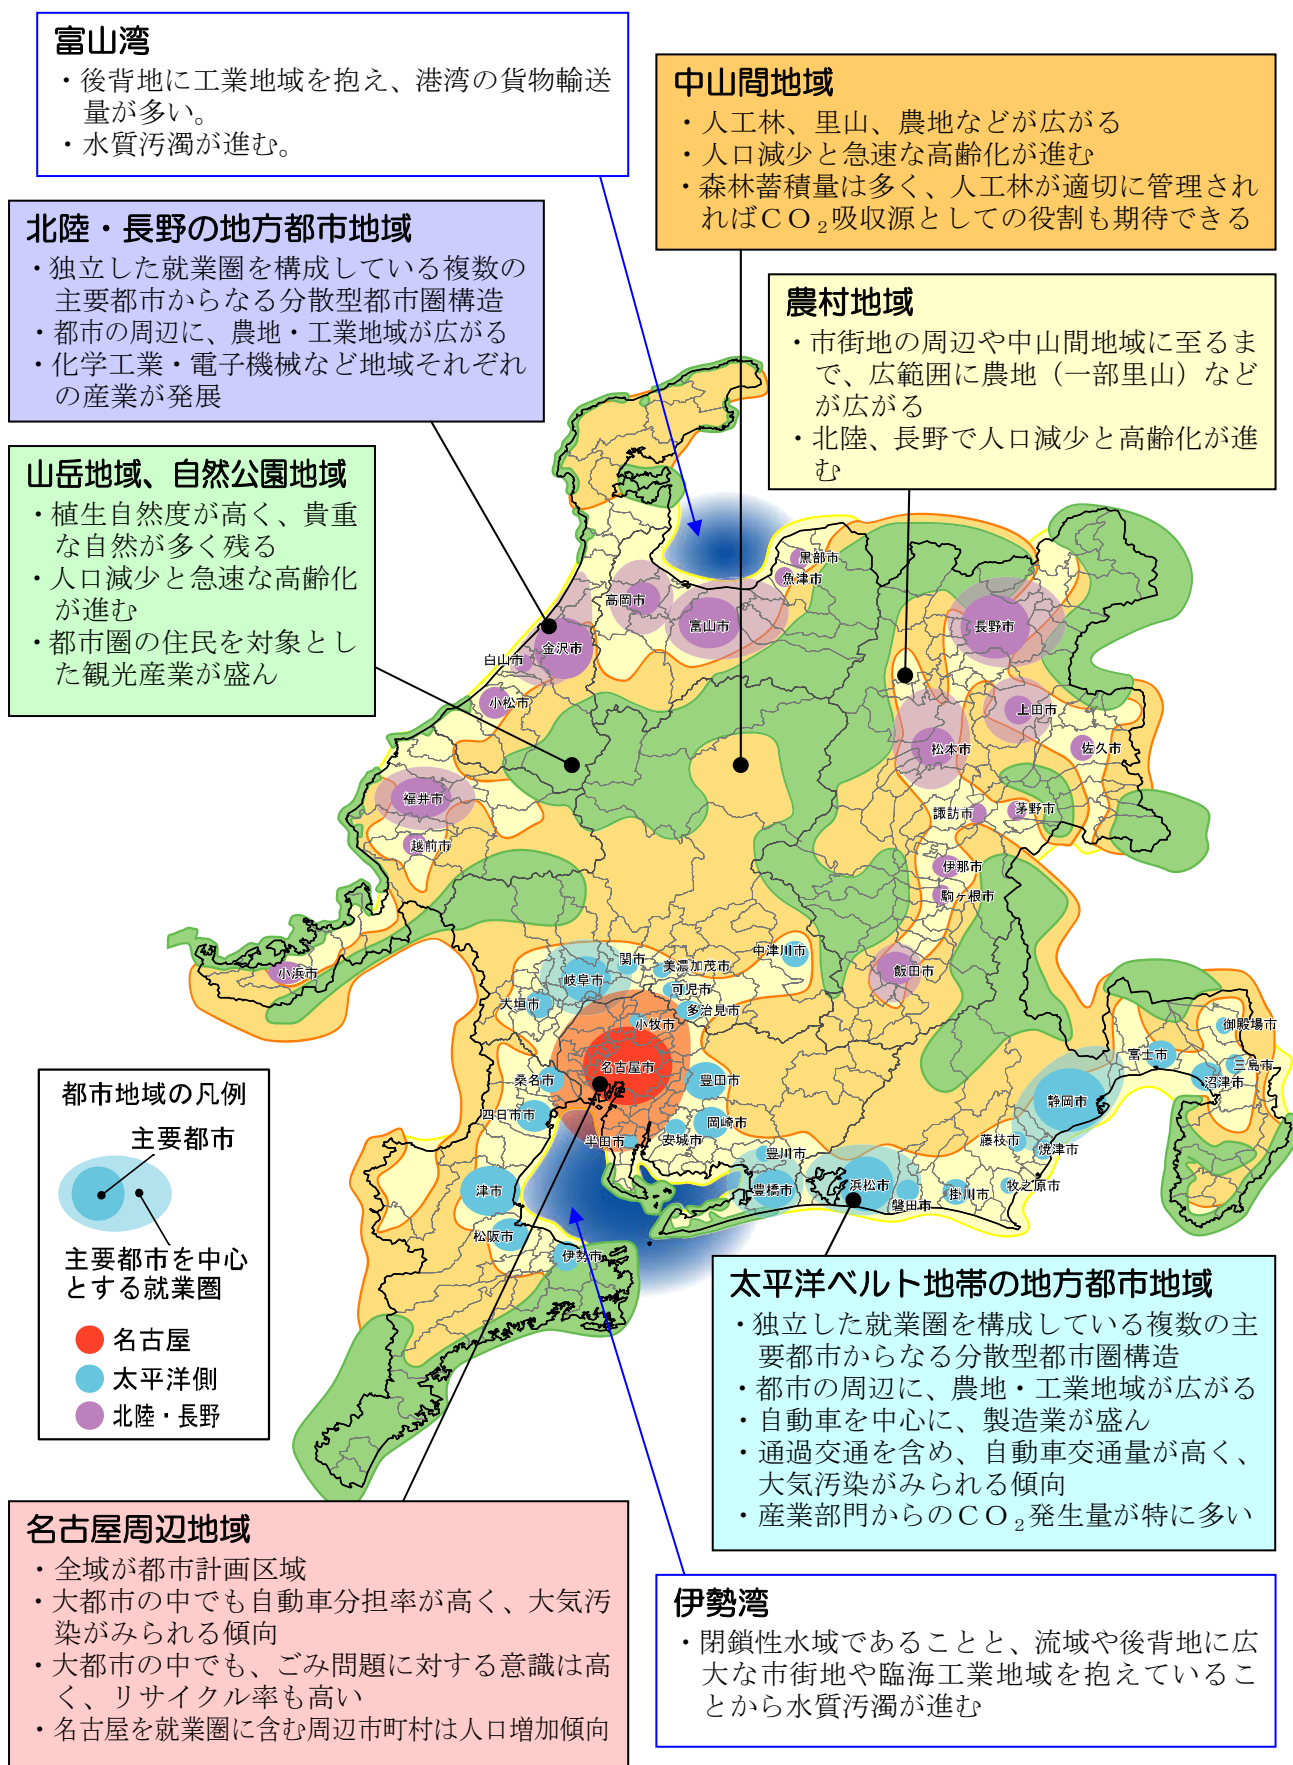 富山湾
・後背地に工業地域を抱え、港湾の貨物輸送
量が多い。
・水質汚濁が進む。
中山間地域
・人工林、里山、農地などが広がる
・人口減少と急速な高齢化が進む
・森林蓄積量は多く、人工林が適切に管理され
ればＣＯ₂吸収源としての役割も期待できる
北陸・長野の地方都市地域
・独立した就業圏を構成している複数の
主要都市からなる分散型都市圏構造
・都市の周辺に、農地・工業地域が広がる
・化学工業・電子機械など地域それぞれ
の産業が発展
農村地域
・市街地の周辺や中山間地域に至るま
で、広範囲に農地（一部里山）など
が広がる
・北陸、長野で人口減少と高齢化が進
む
山岳地域、自然公園地域
・植生自然度が高く、貴重
な自然が多く残る
・人口減少と急速な高齢化
が進む
・都市圏の住民を対象とし
た観光産業が盛ん
黒部市
魚津市
高岡市
富山市
長野市
金沢市
白山市
小松市
上田市
松本市
佐久市
福井市
諏訪市
茅野市
越前市
伊那市
駒ヶ根市
小浜市
飯田市
中津川市
関市
美濃加茂市
岐阜市
可児市
大垣市
多治見市
小牧市
御殿場市
富士市
三島市
沼津市
名古屋市
桑名市
豊田市
静岡市
四日市市
岡崎市
半田市
安城市
藤枝市
焼津市
豊川市
津市
豊橋市
浜松市
磐田市
掛川市
牧之原市
松阪市
伊勢市
都市地域の凡例
主要都市
主要都市を中心
とする就業圏
名古屋
太平洋側
北陸・長野
太平洋ベルト地帯の地方都市地域
・独立した就業圏を構成している複数の主
要都市からなる分散型都市圏構造
・都市の周辺に、農地・工業地域が広がる
・自動車を中心に、製造業が盛ん
・通過交通を含め、自動車交通量が高く、
大気汚染がみられる傾向
・産業部門からのＣＯ₂発生量が特に多い
名古屋周辺地域
・全域が都市計画区域
・大都市の中でも自動車分担率が高く、大気汚
染がみられる傾向
・大都市の中でも、ごみ問題に対する意識は高
く、リサイクル率も高い
・名古屋を就業圏に含む周辺市町村は人口増加傾向
伊勢湾
・閉鎖性水域であることと、流域や後背地に広
大な市街地や臨海工業地域を抱えているこ
とから水質汚濁が進む